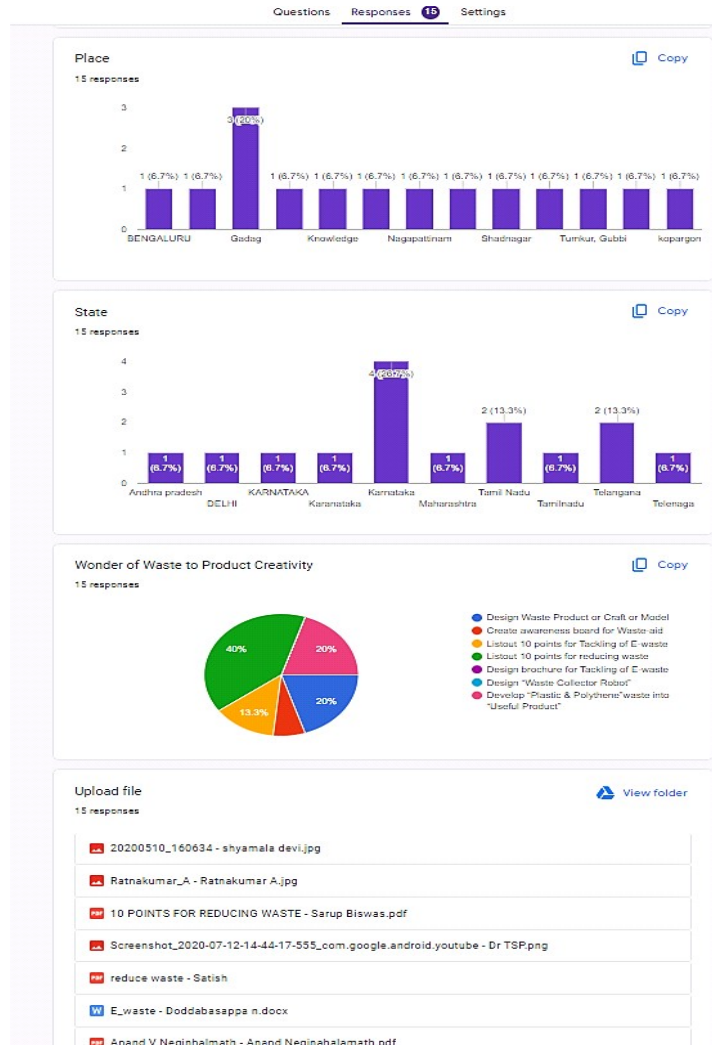 Questions Responses 15 Settings
Place
Copy
15 responses
3
3 (20%)
2
1 (6.7%) 1 (6.7%) 1 (6.7%) 1 (6.7%) 1 (6.7%) 1 (6.7%) 1 (6.7%) 1 (6.7%) 1 (6.7%) 1 (6.7%) 1 (6.7%) 1 (6.7%)
1
0
BENGALURU Gadag Knowledge Nagapattinam Shadnagar Tumkur, Gubbi kopargon
State
Copy
15 responses
4
4 (26.7%)
3
2 (13.3%) 2 (13.3%)
2
1
1 1 1 1 1 1 1
(6.7%) (6.7%) (6.7%) (6.7%) (6.7%) (6.7%) (6.7%)
0
Andhra pradesh KARNATAKA Karnataka Tamil Nadu Telangana
DELHI Karanataka Maharashtra Tamilnadu Telenaga
Wonder of Waste to Product Creativity
Copy
15 responses
Design Waste Product or Craft or Model
Create awareness board for Waste-aid
Listout 10 points for Tackling of E-waste
Listout 10 points for reducing waste
Design brochure for Tackling of E-waste
Design "Waste Collector Robot"
Develop "Plastic & Polythene"waste into
"Useful Product"
40% 20%
20%
13.3%
Upload file
View folder
15 responses
20200510_160634 - shyamala devi.jpg
Ratnakumar_A - Ratnakumar A.jpg
PDF 10 POINTS FOR REDUCING WASTE - Sarup Biswas.pdf
Screenshot_2020-07-12-14-44-17-555_com.google.android.youtube - Dr TSP.png
PDF reduce waste - Satish
W E_waste - Doddabasappa n.docx
PDF Anand V Neginhalmath - Anand Neginahalamath.pdf